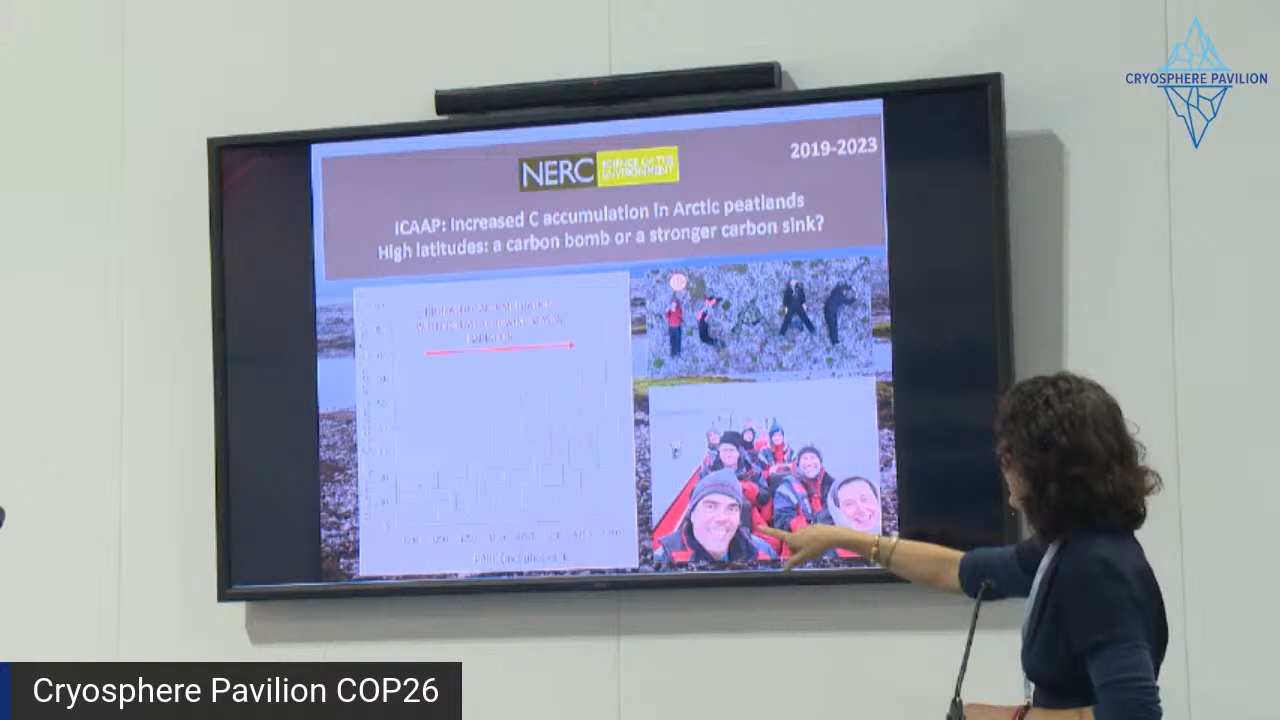 CRYOSPHERE PAVILION
2019-2023
NERC
SCIENCE OF THE
ENVIRONMENT
ICAAP: Increased C accumulation in Arctic peatlands
High latitudes: a carbon bomb or a stronger carbon sink?
Cryosphere Pavilion COP26